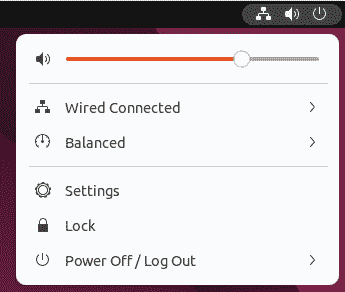 Wired Connected
Balanced
Settings
Lock
Power Off / Log Out